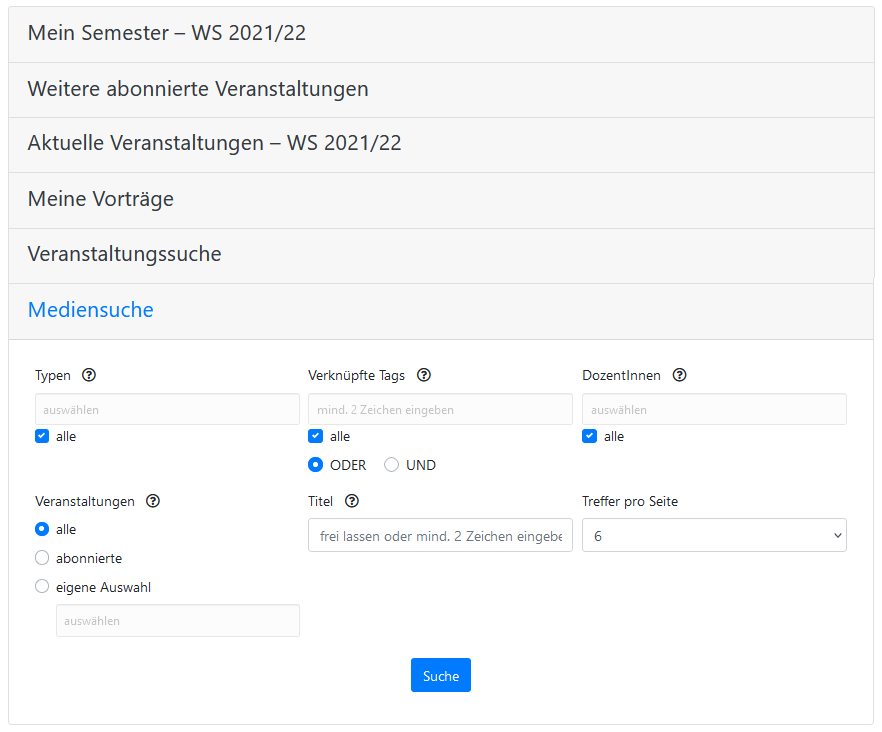 Mein Semester – WS 2021/22
Weitere abonnierte Veranstaltungen
Aktuelle Veranstaltungen – WS 2021/22
Meine Vorträge
Veranstaltungssuche
Mediensuche
Typen ?
auswählen
alle
Verknüpfte Tags ?
mind. 2 Zeichen eingeben
alle
ODER UND
DozentInnen ?
auswählen
alle
Veranstaltungen ?
alle
abonnierte
eigene Auswahl
auswählen
Titel ?
frei lassen oder mind. 2 Zeichen eingebe
Treffer pro Seite
6
Suche